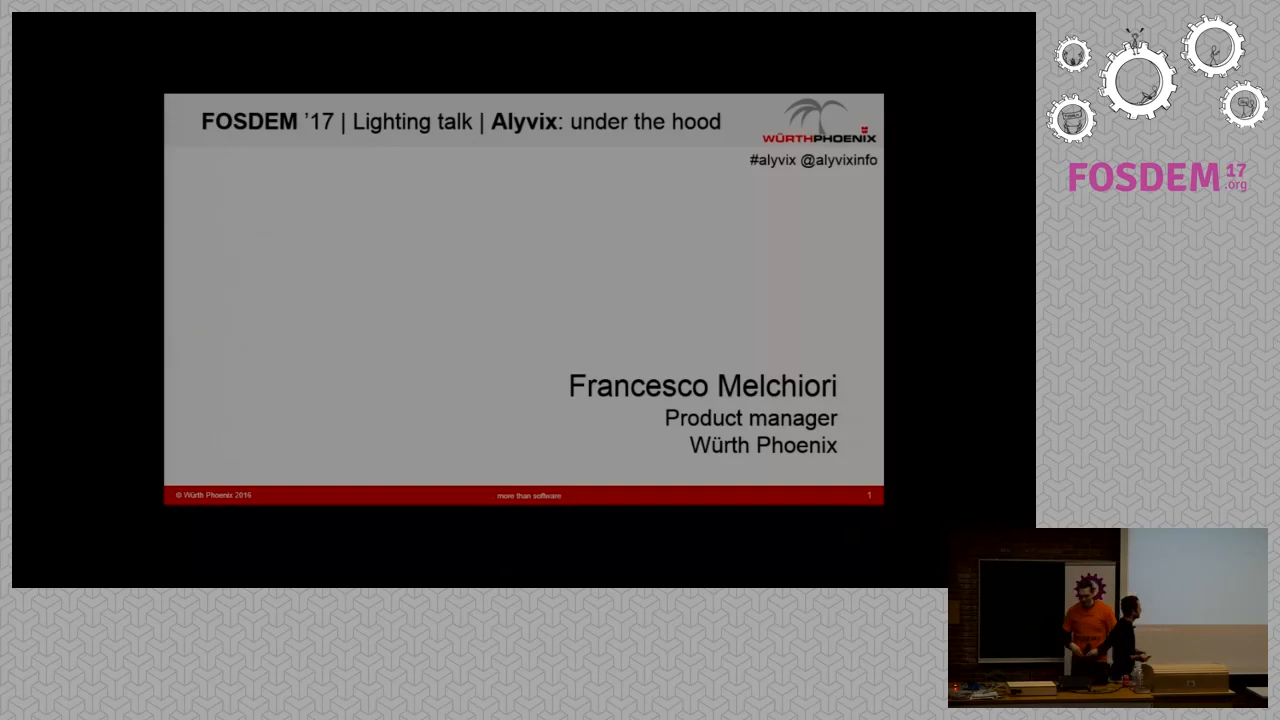 FOSDEM '17 | Lighting talk | Alyvix: under the hood
WÜRTHPHOENIX
#alyvix @alyvixinfo
Francesco Melchiori
Product manager
Würth Phoenix
© Würth Phoenix 2016
... more than software
1
FOSDEM 17
.org